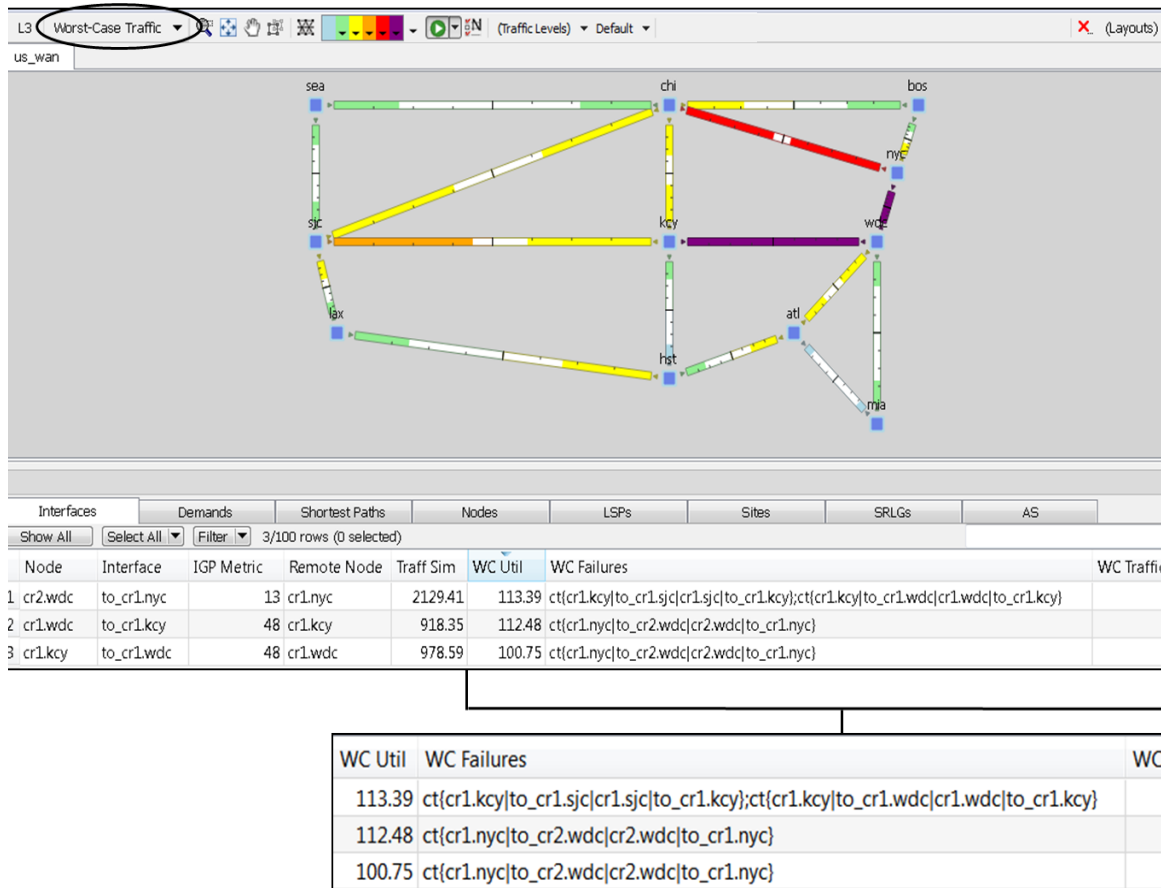 L3 Worst-Case Traffic (Traffic Levels) Default (Layouts)
us_wan
sea chi bos
nyc
sjc kcy wdc
lax atl
hst
mia
Interfaces Demands Shortest Paths Nodes LSPs Sites SRLGs AS
Show All Select All Filter 3/100 rows (0 selected)
Node Interface IGP Metric Remote Node Traff Sim WC Util WC Failures WC Traffic
1 cr2.wdc to_cr1.nyc 13 cr1.nyc 2129.41 113.39 ct{cr1.kcy|to_cr1.sjc|cr1.sjc|to_cr1.kcy};ct{cr1.kcy|to_cr1.wdc|cr1.wdc|to_cr1.kcy}
2 cr1.wdc to_cr1.kcy 48 cr1.kcy 918.35 112.48 ct{cr1.nyc|to_cr2.wdc|cr2.wdc|to_cr1.nyc}
3 cr1.kcy to_cr1.wdc 48 cr1.wdc 978.59 100.75 ct{cr1.nyc|to_cr2.wdc|cr2.wdc|to_cr1.nyc}
WC Util WC Failures WC
113.39 ct{cr1.kcy|to_cr1.sjc|cr1.sjc|to_cr1.kcy};ct{cr1.kcy|to_cr1.wdc|cr1.wdc|to_cr1.kcy}
112.48 ct{cr1.nyc|to_cr2.wdc|cr2.wdc|to_cr1.nyc}
100.75 ct{cr1.nyc|to_cr2.wdc|cr2.wdc|to_cr1.nyc}